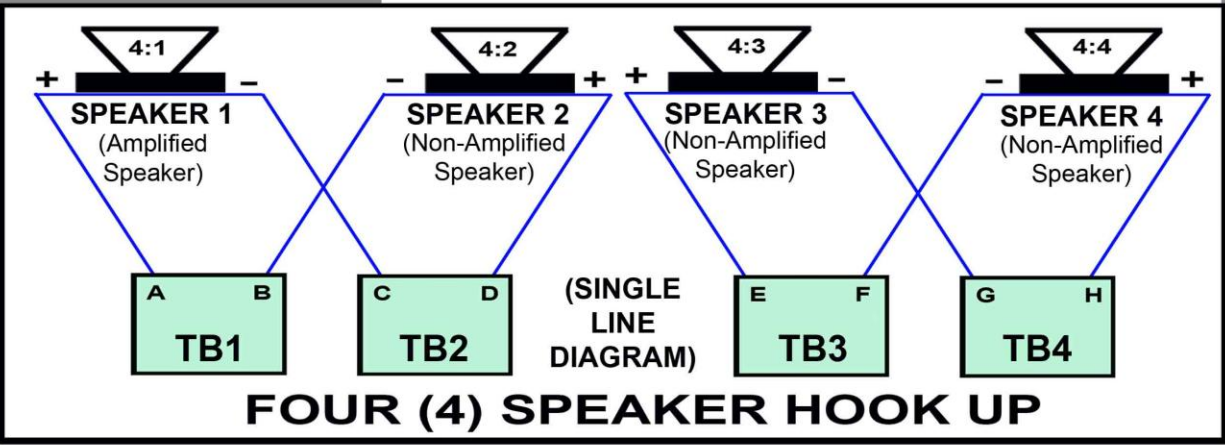 4:1
4:2
4:3
4:4
+ − − + + − − +
SPEAKER 1
(Amplified
Speaker)
SPEAKER 2
(Non-Amplified
Speaker)
SPEAKER 3
(Non-Amplified
Speaker)
SPEAKER 4
(Non-Amplified
Speaker)
A B
TB1
C D
TB2
(SINGLE
LINE
DIAGRAM)
E F
TB3
G H
TB4
FOUR (4) SPEAKER HOOK UP